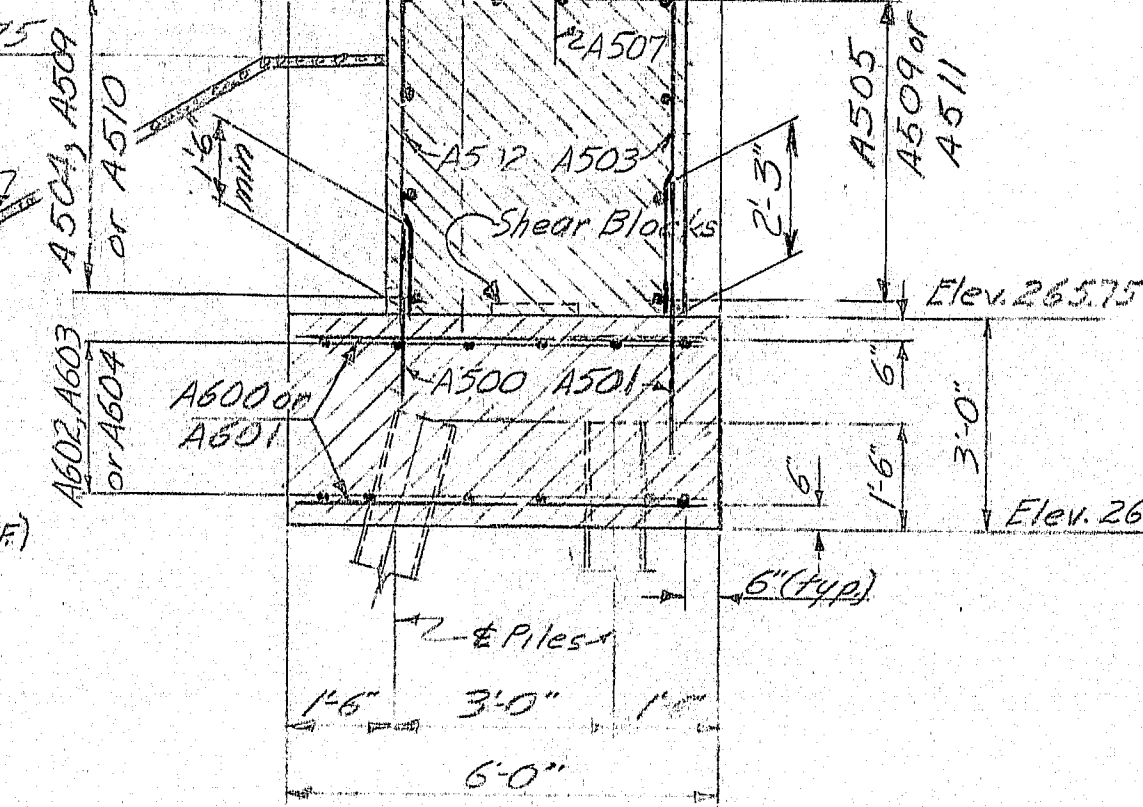 A504, A509
or A510
1'-6"
min
A507
A512
A503
Shear Blocks
2'-3"
A505
A509 or
A511
Elev. 265.75
A602, A603
or A604
A600 or
A601
A500
A501
6"
3'-0"
1'-6"
6"
Elev. 26
6" (typ.)
℄ Piles
1'-6"
3'-0"
6'-0"